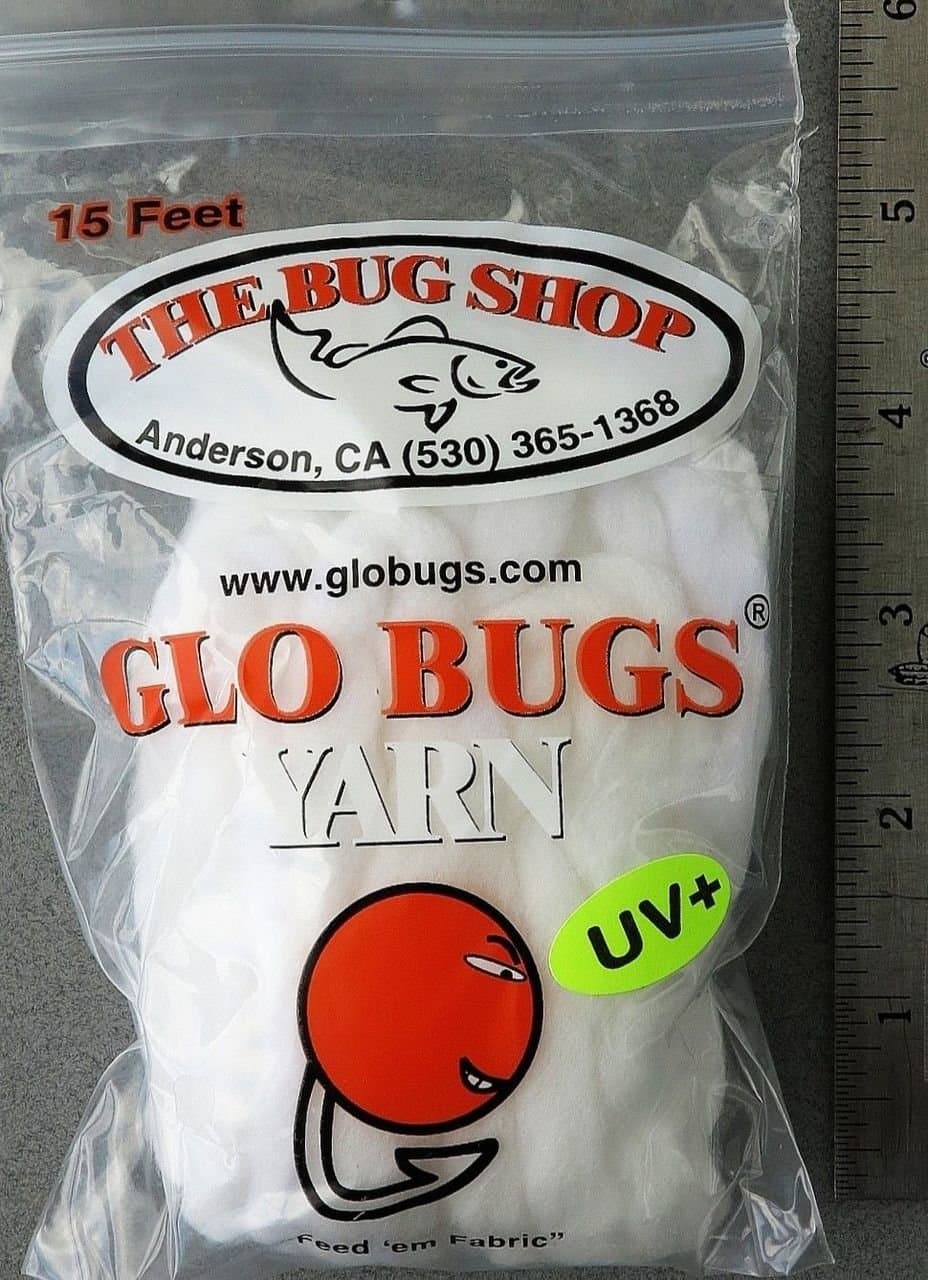 15 Feet
THE BUG SHOP
Anderson, CA (530) 365-1368
www.globugs.com
GLO BUGS®
YARN
UV+
Feed 'em Fabric"
6
5
4
3
2
1